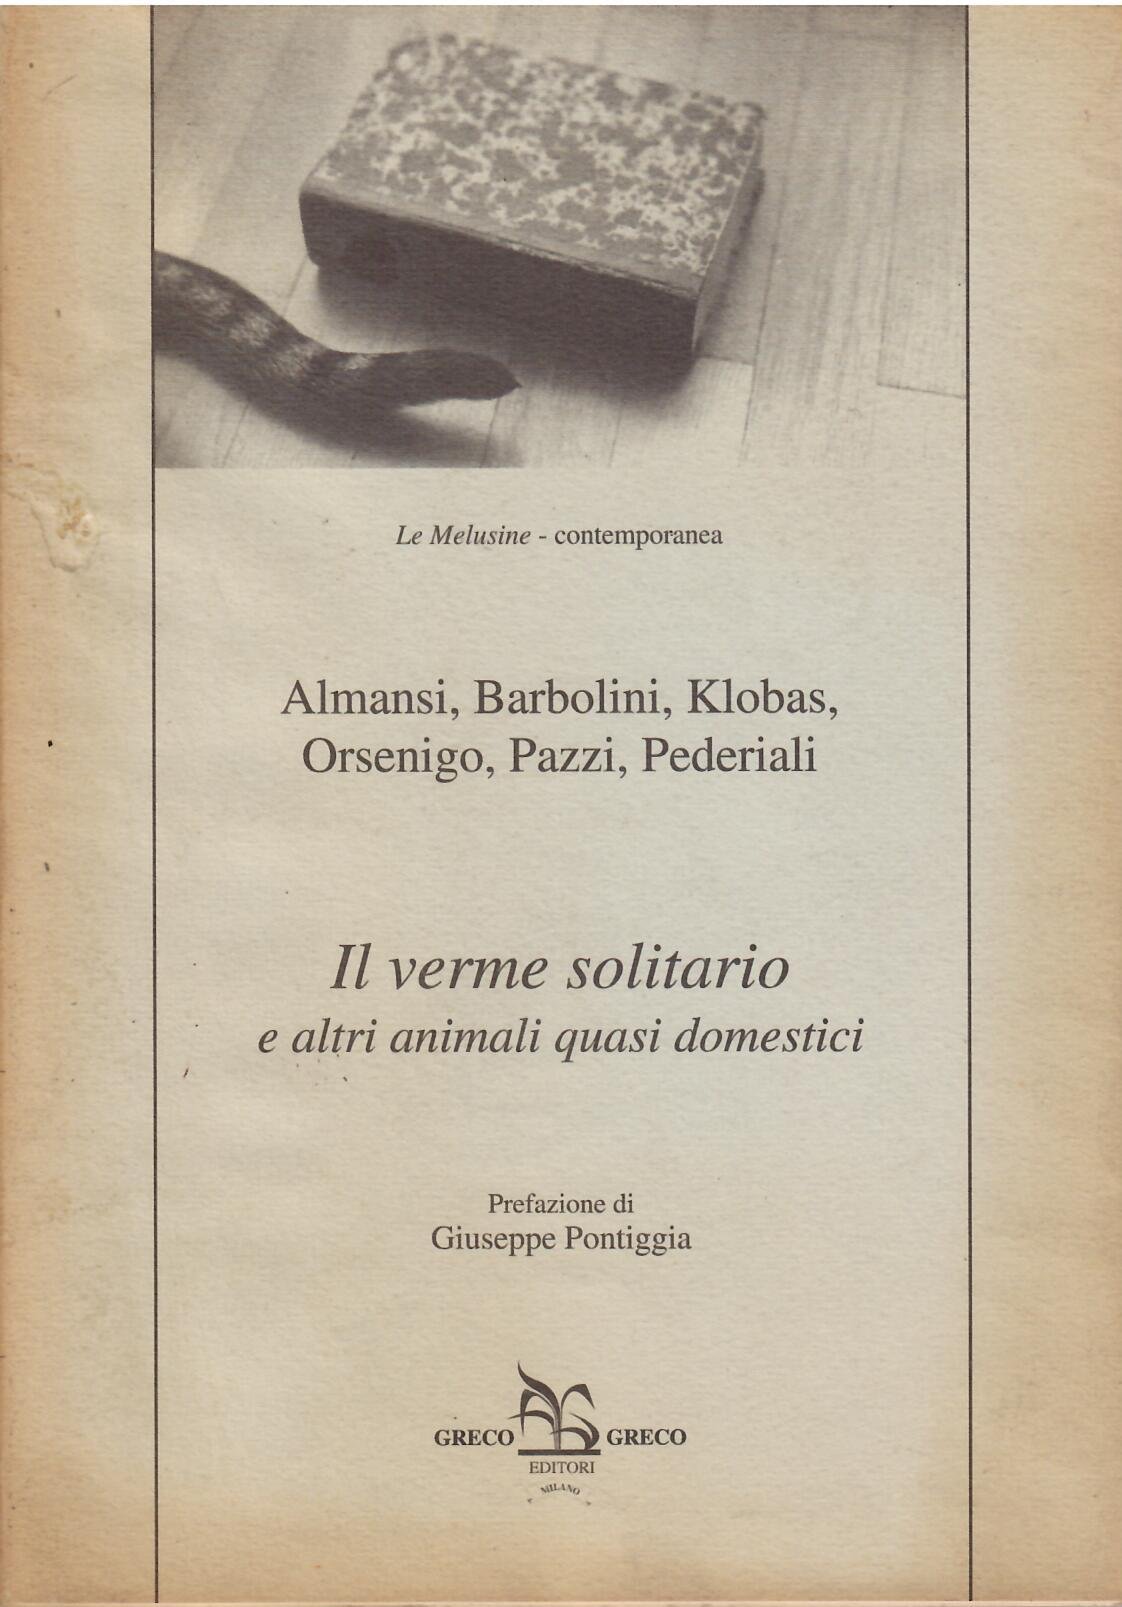 Le Melusine - contemporanea
Almansi, Barbolini, Klobas,
Orsenigo, Pazzi, Pederiali
Il verme solitario
e altri animali quasi domestici
Prefazione di
Giuseppe Pontiggia
GRECO GRECO
EDITORI
MILANO